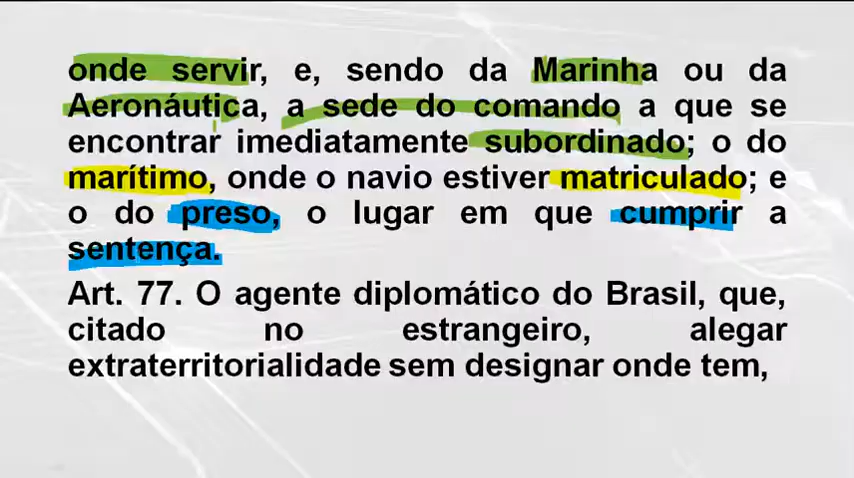 onde servir, e, sendo da Marinha ou da
Aeronáutica, a sede do comando a que se
encontrar imediatamente subordinado; o do
marítimo, onde o navio estiver matriculado; e
o do preso, o lugar em que cumprir a
sentença.
Art. 77. O agente diplomático do Brasil, que,
citado no estrangeiro, alegar
extraterritorialidade sem designar onde tem,